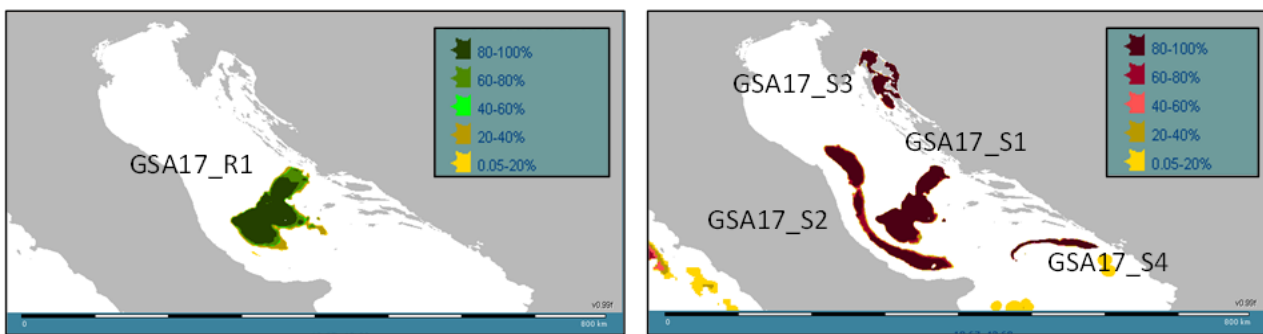 80-100%
60-80%
40-60%
20-40%
0.05-20%
GSA17_R1
v0.99f
0
800 km
80-100%
60-80%
40-60%
20-40%
0.05-20%
GSA17_S3
GSA17_S1
GSA17_S2
GSA17_S4
v0.99f
0
800 km